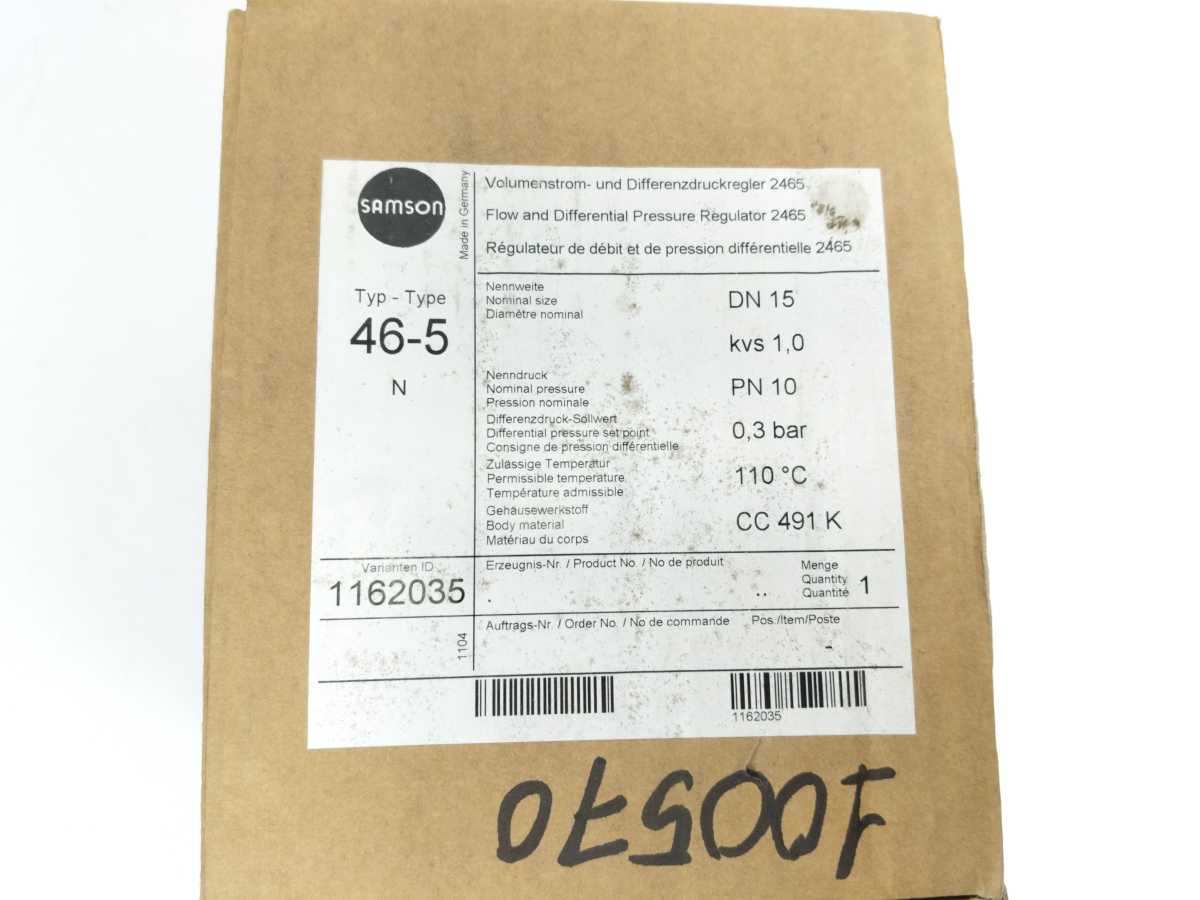 SAMSON
Made in Germany
Typ - Type
46-5
N
Volumenstrom- und Differenzdruckregler 2465
Flow and Differential Pressure Regulator 2465
Régulateur de débit et de pression différentielle 2465
Nennweite
Nominal size
Diamètre nominal
DN 15
kvs 1,0
Nenndruck
Nominal pressure
Pression nominale
PN 10
Differenzdruck-Sollwert
Differential pressure set point
Consigne de pression différentielle
0,3 bar
Zulässige Temperatur
Permissible temperature
Température admissible
110 °C
Gehäusewerkstoff
Body material
Matériau du corps
CC 491 K
Varianten ID
1162035
Erzeugnis-Nr. / Product No. / No de produit
. ..
Menge
Quantity
Quantité
1
1104
Auftrags-Nr. / Order No. / No de commande Pos./Item/Poste
-
1162035
100570